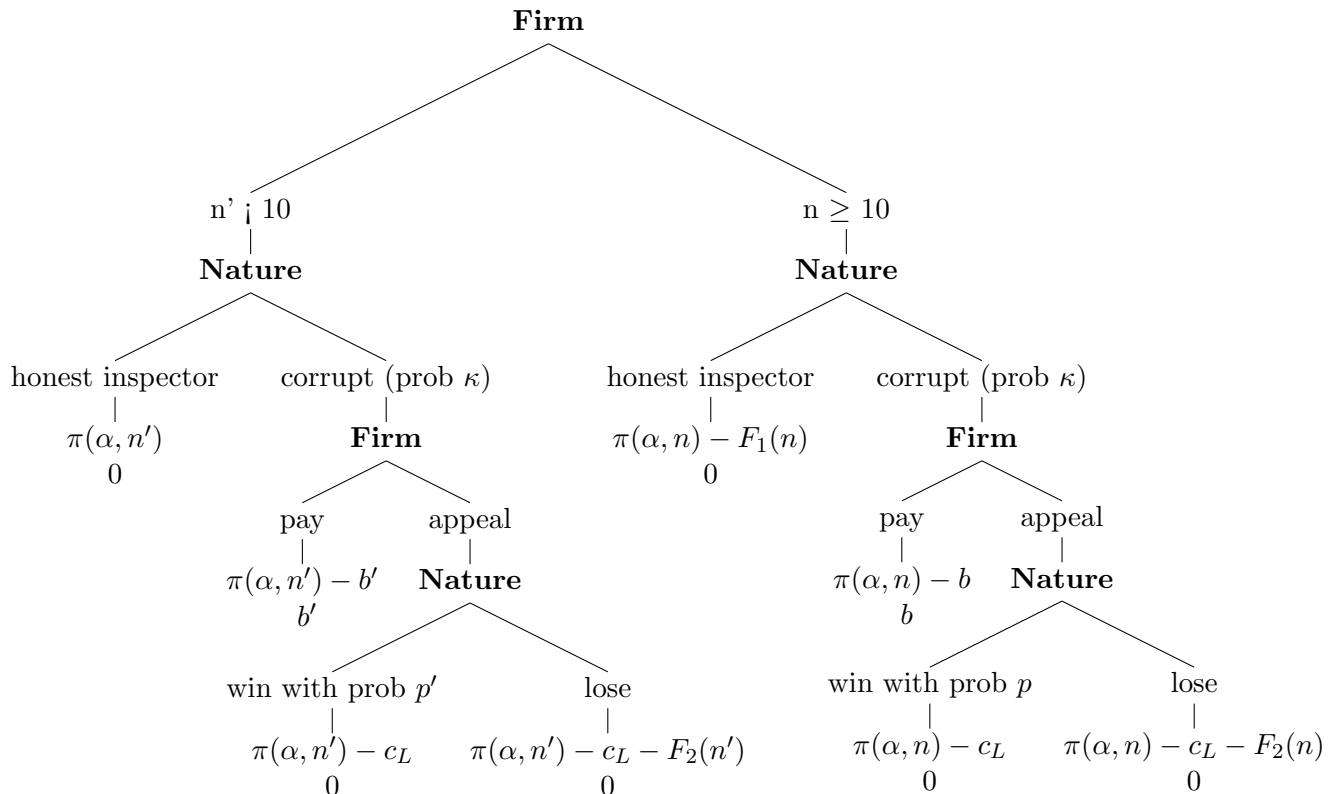 Firm
n' ¡ 10 n ≥ 10
Nature Nature
honest inspector corrupt (prob κ) honest inspector corrupt (prob κ)
π(α, n′) Firm π(α, n) − F₁(n) Firm
0 0
pay appeal pay appeal
π(α, n′) − b′ Nature π(α, n) − b Nature
b′ b
win with prob p′ lose win with prob p lose
π(α, n′) − c_L π(α, n′) − c_L − F₂(n′) π(α, n) − c_L π(α, n) − c_L − F₂(n)
0 0 0 0